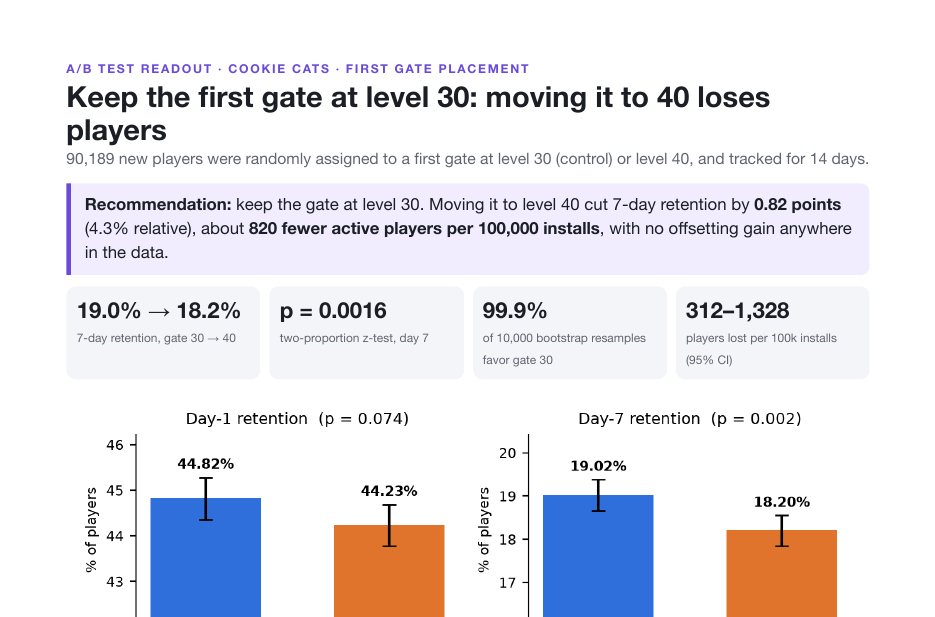 A/B TEST READOUT · COOKIE CATS · FIRST GATE PLACEMENT
Keep the first gate at level 30: moving it to 40 loses
players
90,189 new players were randomly assigned to a first gate at level 30 (control) or level 40, and tracked for 14 days.
Recommendation: keep the gate at level 30. Moving it to level 40 cut 7-day retention by 0.82 points
(4.3% relative), about 820 fewer active players per 100,000 installs, with no offsetting gain anywhere
in the data.
19.0% → 18.2%
7-day retention, gate 30 → 40
p = 0.0016
two-proportion z-test, day 7
99.9%
of 10,000 bootstrap resamples
favor gate 30
312–1,328
players lost per 100k installs
(95% CI)
Day-1 retention (p = 0.074)
% of players
46
45
44
43
44.82%
44.23%
Day-7 retention (p = 0.002)
% of players
20
19
18
17
19.02%
18.20%